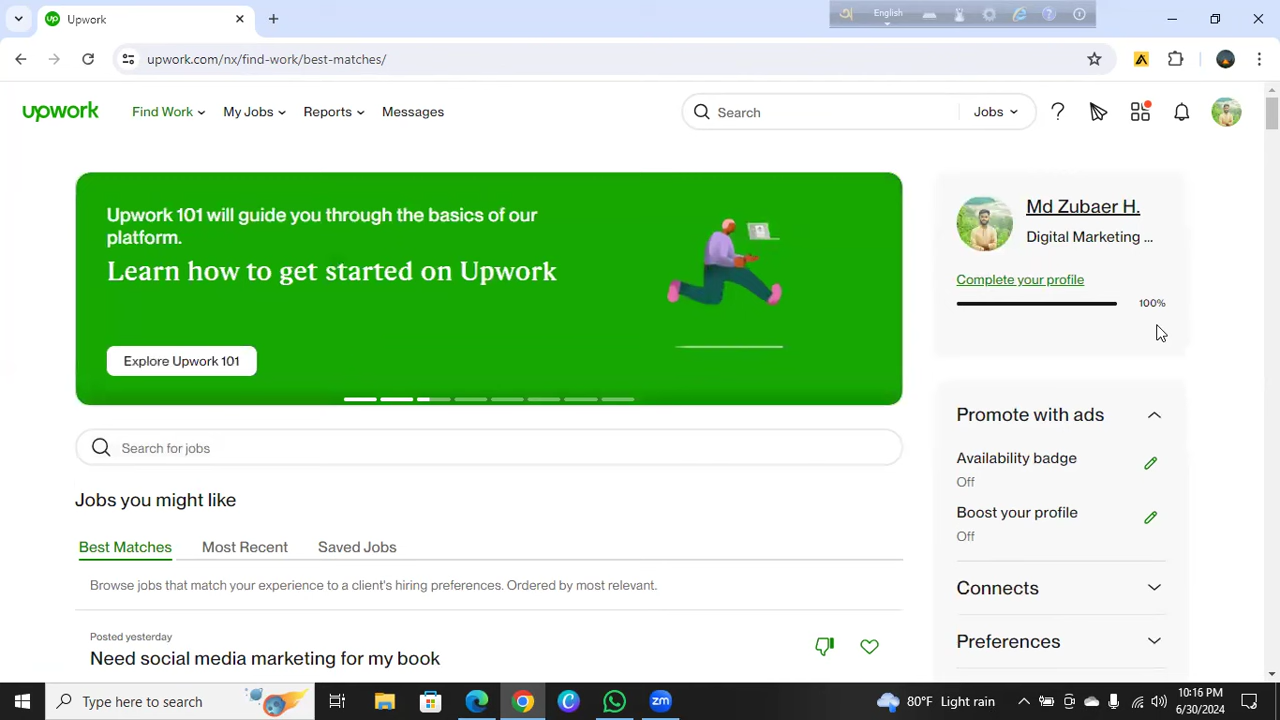 Upwork
English
upwork.com/nx/find-work/best-matches/
upwork
Find Work
My Jobs
Reports
Messages
Search
Jobs
Upwork 101 will guide you through the basics of our
platform.
Learn how to get started on Upwork
Explore Upwork 101
Md Zubaer H.
Digital Marketing ...
Complete your profile
100%
Search for jobs
Promote with ads
Availability badge
Off
Boost your profile
Off
Connects
Preferences
Jobs you might like
Best Matches
Most Recent
Saved Jobs
Browse jobs that match your experience to a client's hiring preferences. Ordered by most relevant.
Posted yesterday
Need social media marketing for my book
Type here to search
80°F Light rain
10:16 PM
6/30/2024